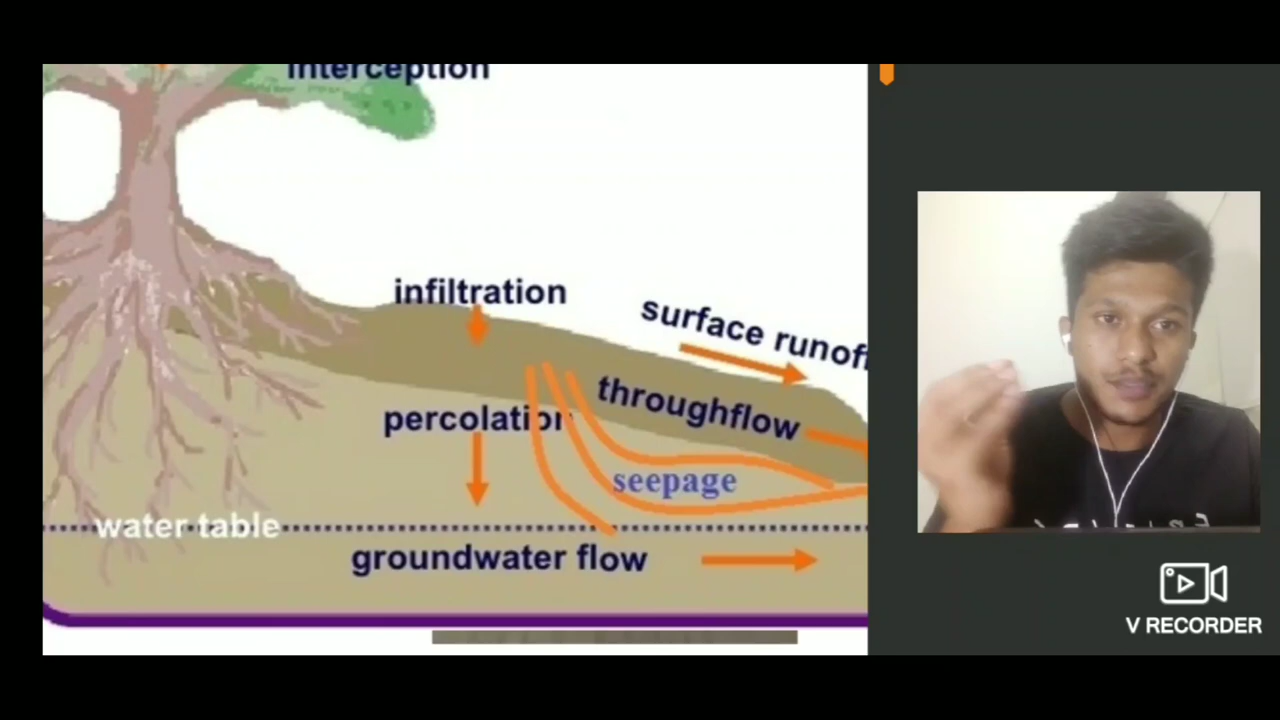 interception
infiltration
surface runoff
throughflow
percolation
seepage
water table
groundwater flow
V RECORDER